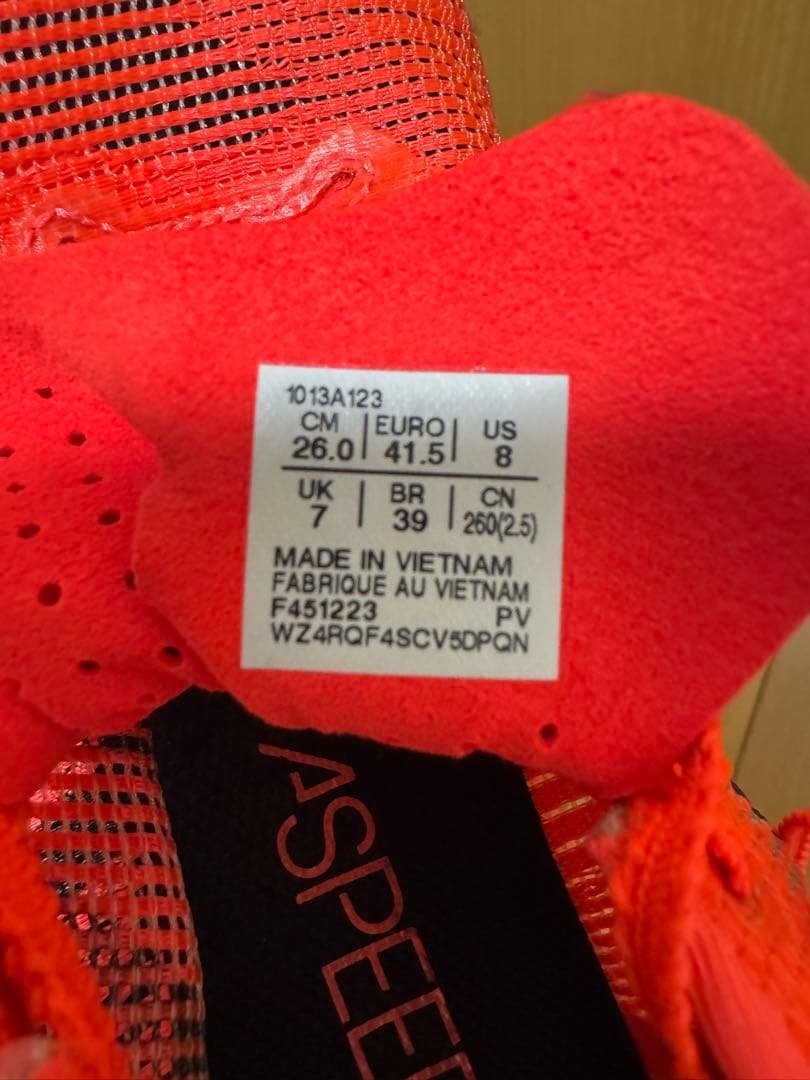 1013A123
CM | EURO | US
26.0 | 41.5 | 8
UK | BR | CN
7 | 39 | 260(2.5)
MADE IN VIETNAM
FABRIQUE AU VIETNAM
F451223 PV
WZ4RQF4SCV5DPQN